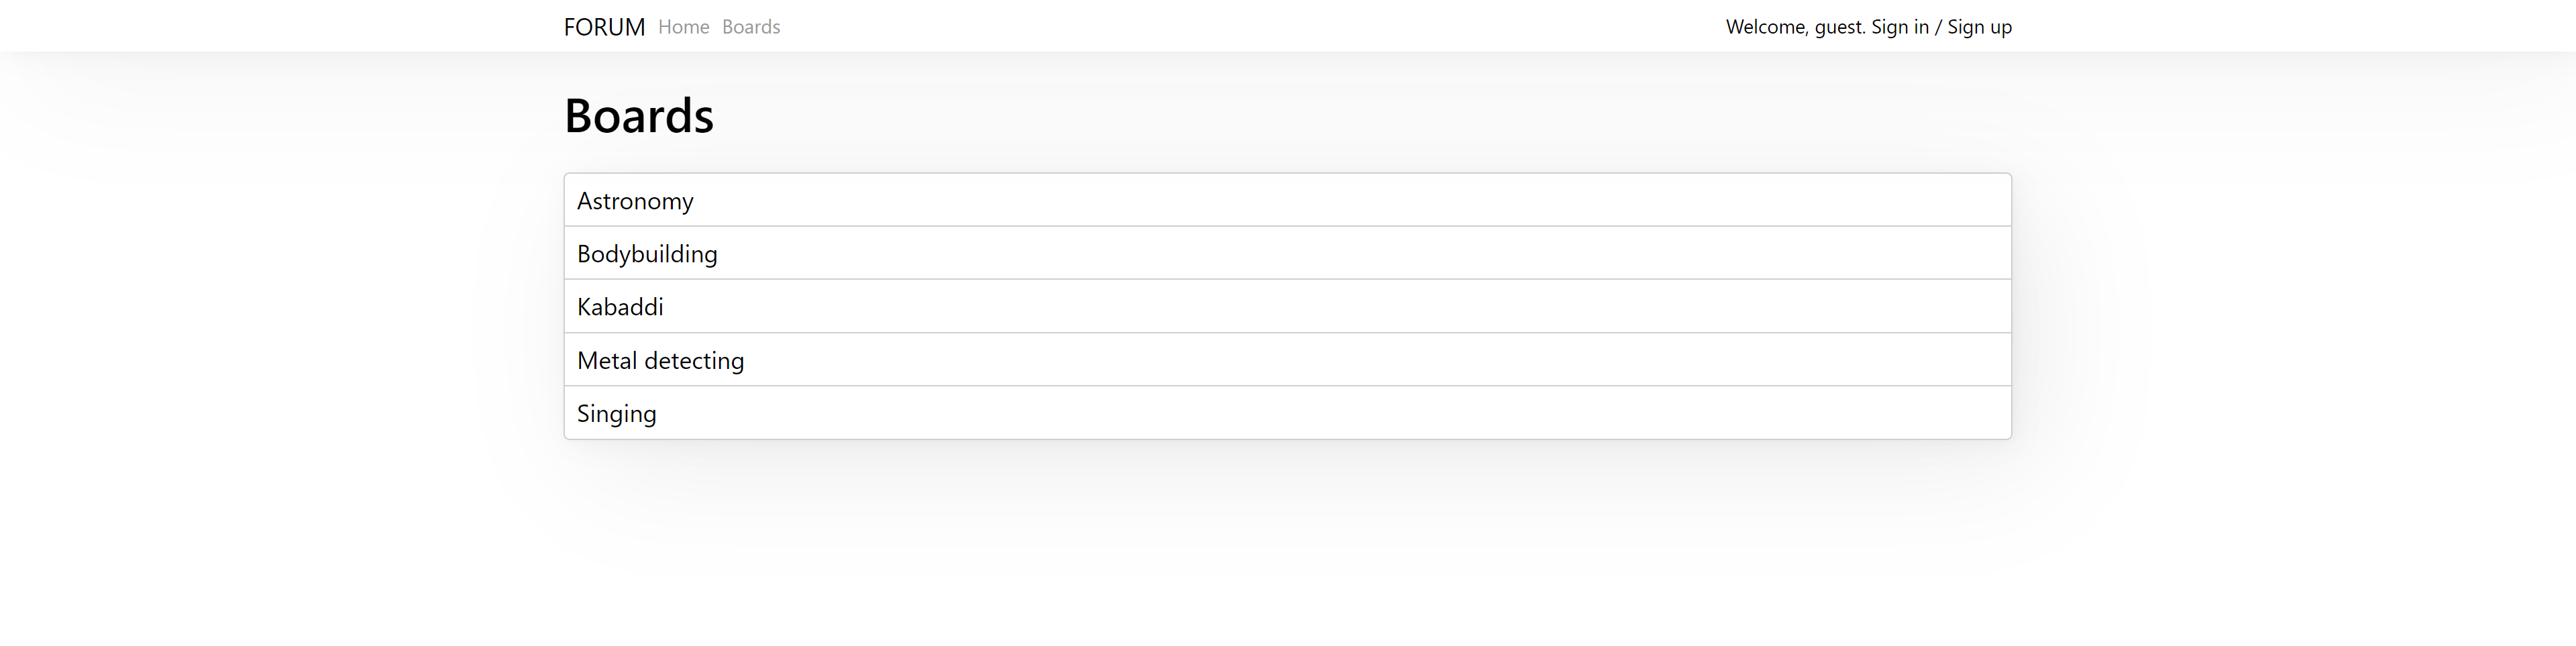 FORUM Home Boards Welcome, guest. Sign in / Sign up
Boards
Astronomy
Bodybuilding
Kabaddi
Metal detecting
Singing